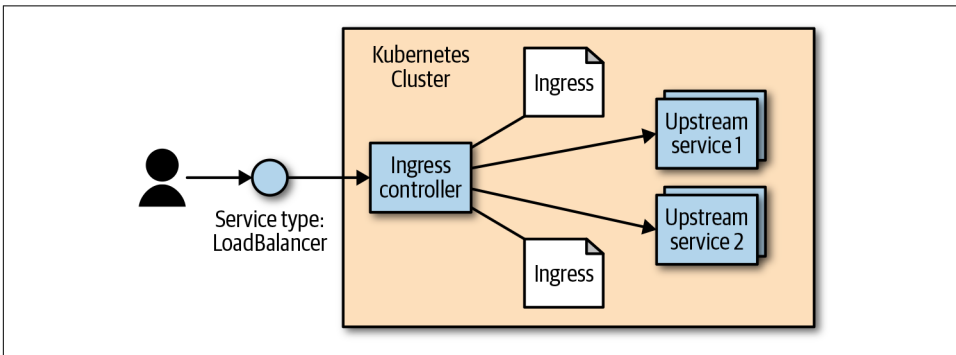 Kubernetes
Cluster
Ingress
Upstream
service 1
Ingress
controller
Service type:
LoadBalancer
Upstream
service 2
Ingress